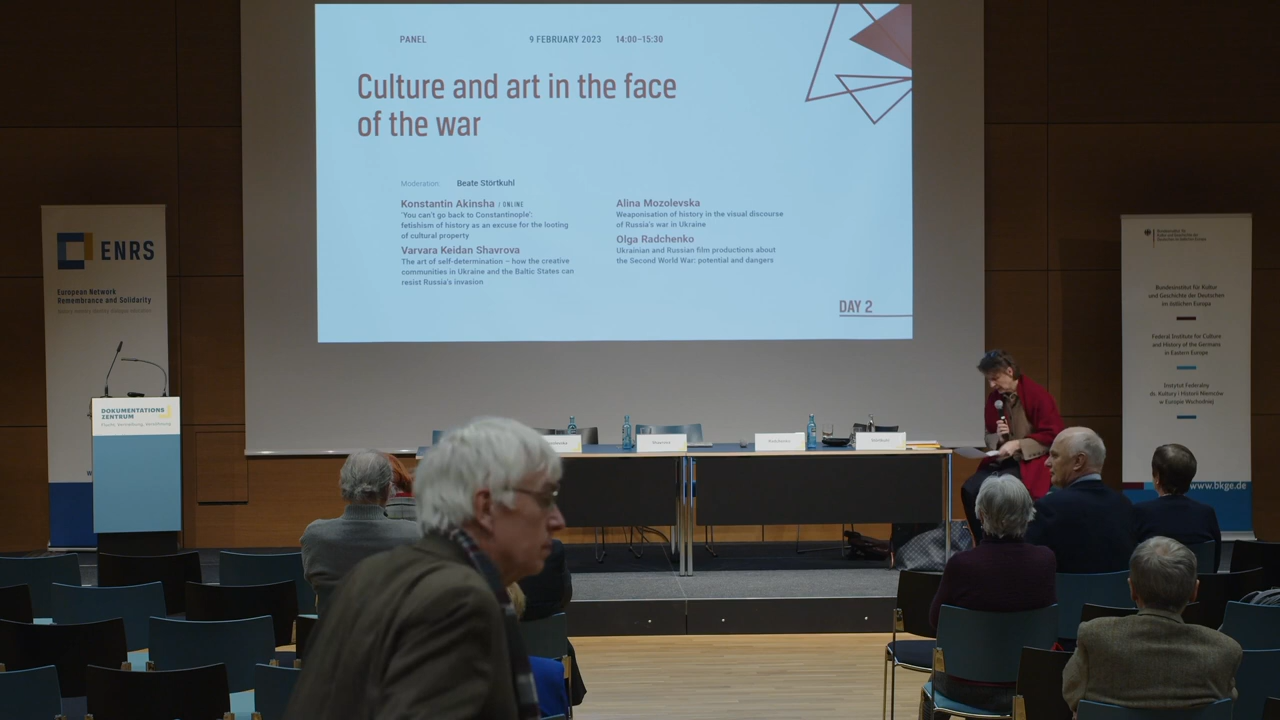 PANEL
9 FEBRUARY 2023 14:00–15:30
Culture and art in the face
of the war
Moderation: Beate Störtkuhl
Konstantin Akinsha / ONLINE
'You can't go back to Constantinople':
fetishism of history as an excuse for the looting
of cultural property
Varvara Keidan Shavrova
The art of self-determination – how the creative
communities in Ukraine and the Baltic States can
resist Russia's invasion
Alina Mozolevska
Weaponisation of history in the visual discourse
of Russia's war in Ukraine
Olga Radchenko
Ukrainian and Russian film productions about
the Second World War: potential and dangers
DAY 2
ENRS
European Network
Remembrance and Solidarity
DOKUMENTATIONS
ZENTRUM
Flucht, Vertreibung, Versöhnung
Bundesinstitut für Kultur
und Geschichte der Deutschen
im östlichen Europa
Federal Institute for Culture
and History of the Germans
in Eastern Europe
Instytut Federalny
ds. Kultury i Historii Niemców
w Europie Wschodniej
www.bkge.de